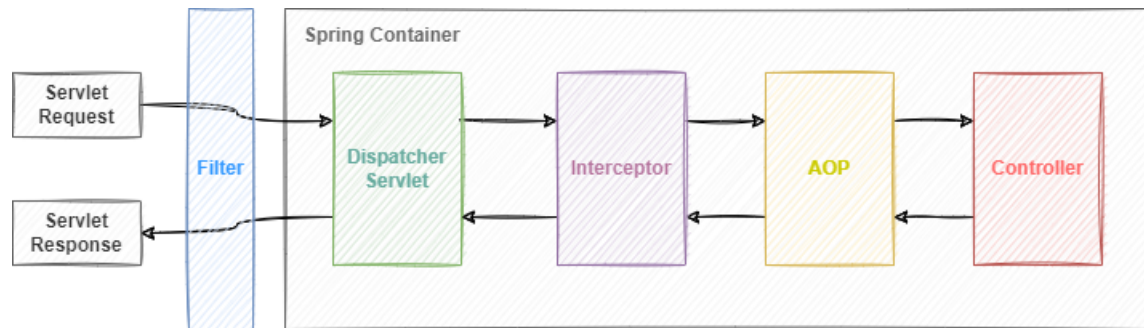 Spring Container
Servlet
Request
Filter
Dispatcher
Servlet
Interceptor
AOP
Controller
Servlet
Response